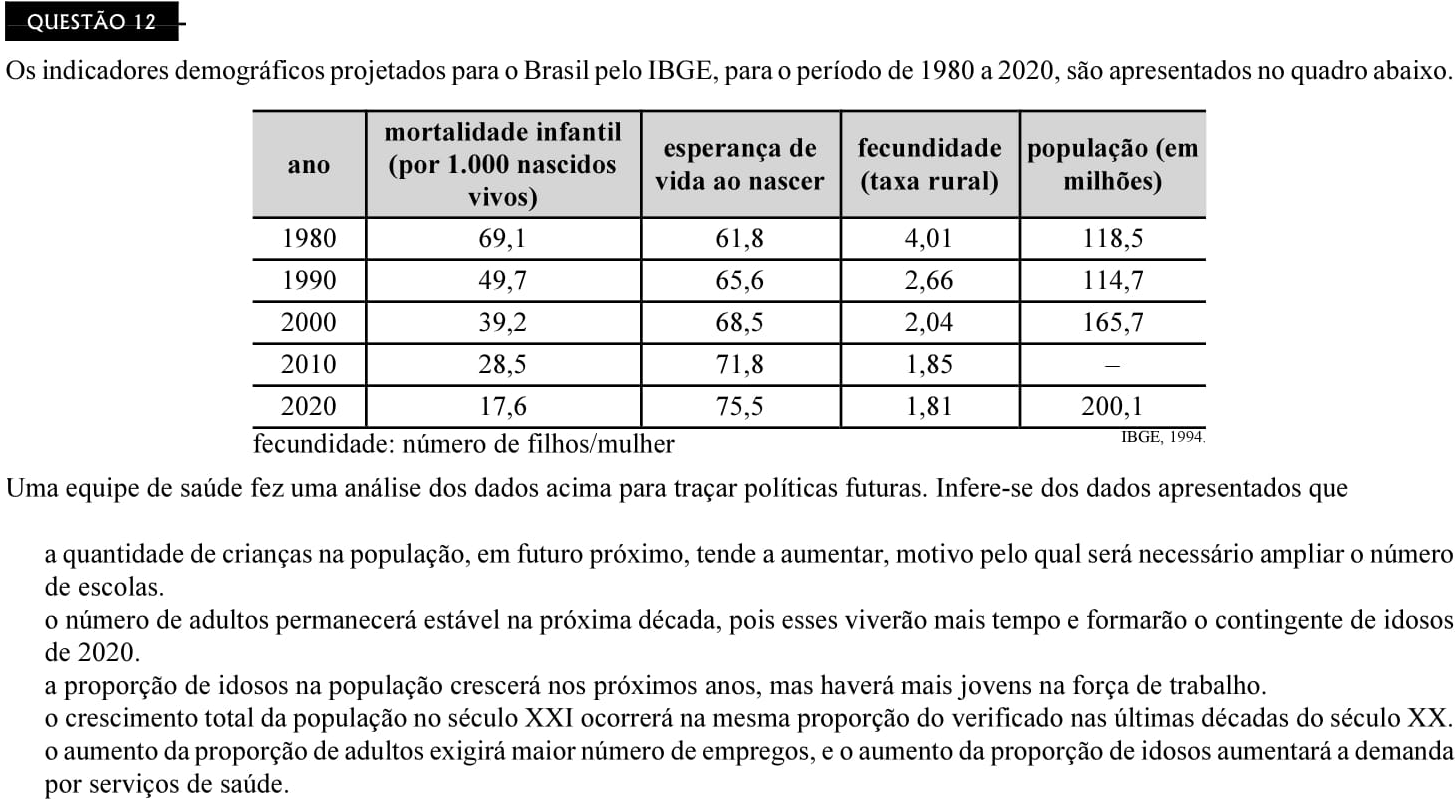 QUESTÃO 12
Os indicadores demográficos projetados para o Brasil pelo IBGE, para o período de 1980 a 2020, são apresentados no quadro abaixo.
ano | mortalidade infantil (por 1.000 nascidos vivos) | esperança de vida ao nascer | fecundidade (taxa rural) | população (em milhões)
1980 | 69,1 | 61,8 | 4,01 | 118,5
1990 | 49,7 | 65,6 | 2,66 | 114,7
2000 | 39,2 | 68,5 | 2,04 | 165,7
2010 | 28,5 | 71,8 | 1,85 | –
2020 | 17,6 | 75,5 | 1,81 | 200,1
fecundidade: número de filhos/mulher
IBGE, 1994.
Uma equipe de saúde fez uma análise dos dados acima para traçar políticas futuras. Infere-se dos dados apresentados que
a quantidade de crianças na população, em futuro próximo, tende a aumentar, motivo pelo qual será necessário ampliar o número
de escolas.
o número de adultos permanecerá estável na próxima década, pois esses viverão mais tempo e formarão o contingente de idosos
de 2020.
a proporção de idosos na população crescerá nos próximos anos, mas haverá mais jovens na força de trabalho.
o crescimento total da população no século XXI ocorrerá na mesma proporção do verificado nas últimas décadas do século XX.
o aumento da proporção de adultos exigirá maior número de empregos, e o aumento da proporção de idosos aumentará a demanda
por serviços de saúde.